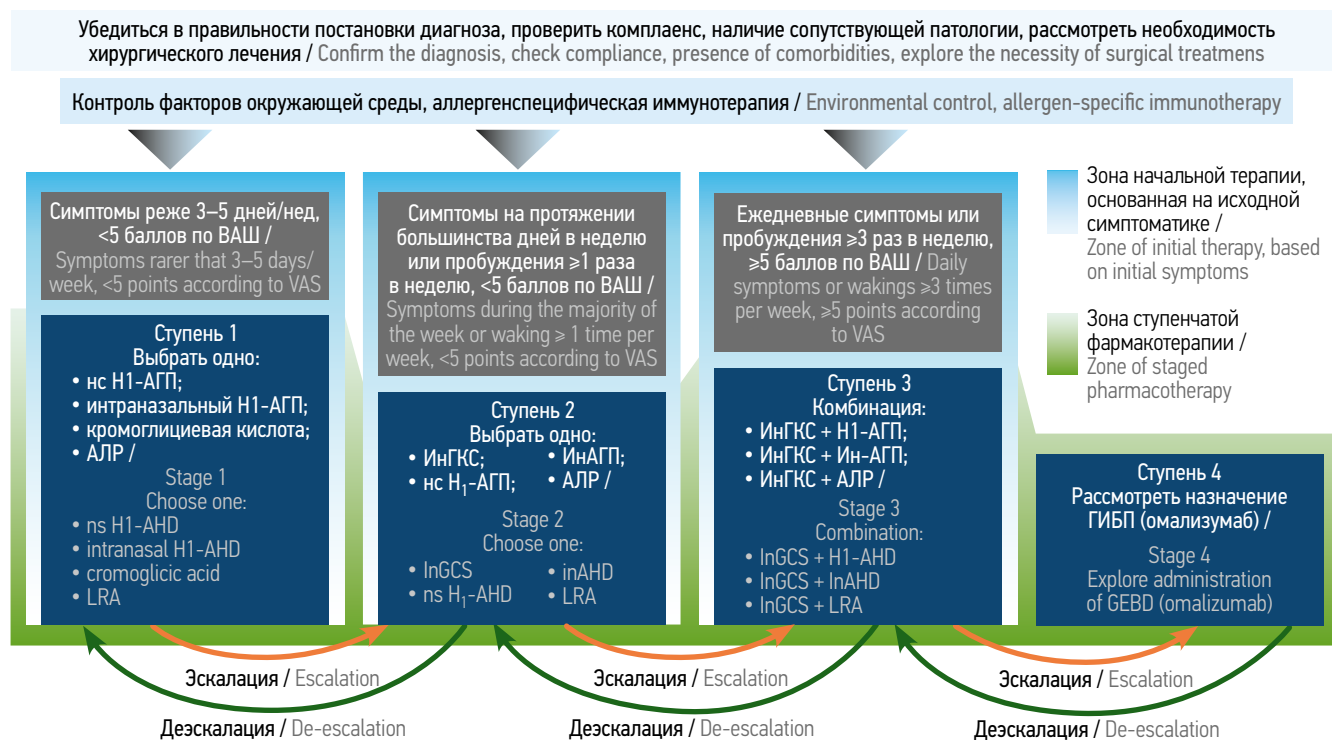 Убедиться в правильности постановки диагноза, проверить комплаенс, наличие сопутствующей патологии, рассмотреть необходимость
хирургического лечения / Confirm the diagnosis, check compliance, presence of comorbidities, explore the necessity of surgical treatmens
Контроль факторов окружающей среды, аллергенспецифическая иммунотерапия / Environmental control, allergen-specific immunotherapy
Симптомы реже 3–5 дней/нед,
<5 баллов по ВАШ /
Symptoms rarer that 3–5 days/
week, <5 points according to VAS
Ступень 1
Выбрать одно:
• нс Н1-АГП;
• интраназальный Н1-АГП;
• кромоглициевая кислота;
• АЛР /
Stage 1
Choose one:
• ns H1-AHD
• intranasal H1-AHD
• cromoglicic acid
• LRA
Симптомы на протяжении
большинства дней в неделю
или пробуждения ≥1 раза
в неделю, <5 баллов по ВАШ /
Symptoms during the majority of
the week or waking ≥ 1 time per
week, <5 points according to VAS
Ступень 2
Выбрать одно:
• ИнГКС; • ИнАГП;
• нс Н₁-АГП; • АЛР /
Stage 2
Choose one:
• InGCS • inAHD
• ns H₁-AHD • LRA
Ежедневные симптомы или
пробуждения ≥3 раз в неделю,
≥5 баллов по ВАШ / Daily
symptoms or wakings ≥3 times
per week, ≥5 points according
to VAS
Ступень 3
Комбинация:
• ИнГКС + Н1-АГП;
• ИнГКС + Ин-АГП;
• ИнГКС + АЛР /
Stage 3
Combination:
• InGCS + H1-AHD
• InGCS + InAHD
• InGCS + LRA
Ступень 4
Рассмотреть назначение
ГИБП (омализумаб) /
Stage 4
Explore administration
of GEBD (omalizumab)
Зона начальной терапии,
основанная на исходной
симптоматике /
Zone of initial therapy, based
on initial symptoms
Зона ступенчатой
фармакотерапии /
Zone of staged
pharmacotherapy
Эскалация / Escalation
Эскалация / Escalation
Эскалация / Escalation
Деэскалация / De-escalation
Деэскалация / De-escalation
Деэскалация / De-escalation